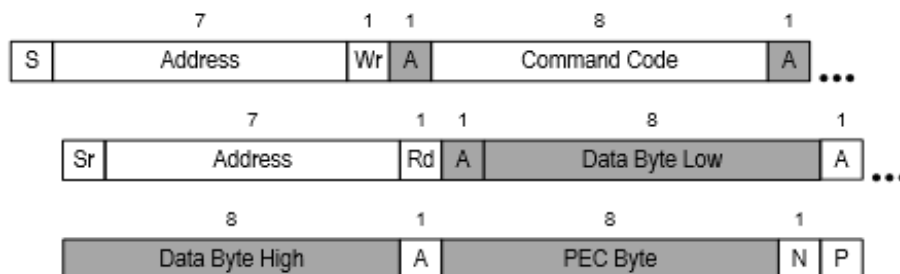 7 1 1 8 1
S Address Wr A Command Code A ...
7 1 1 8 1
Sr Address Rd A Data Byte Low A ...
8 1 8 1
Data Byte High A PEC Byte N P